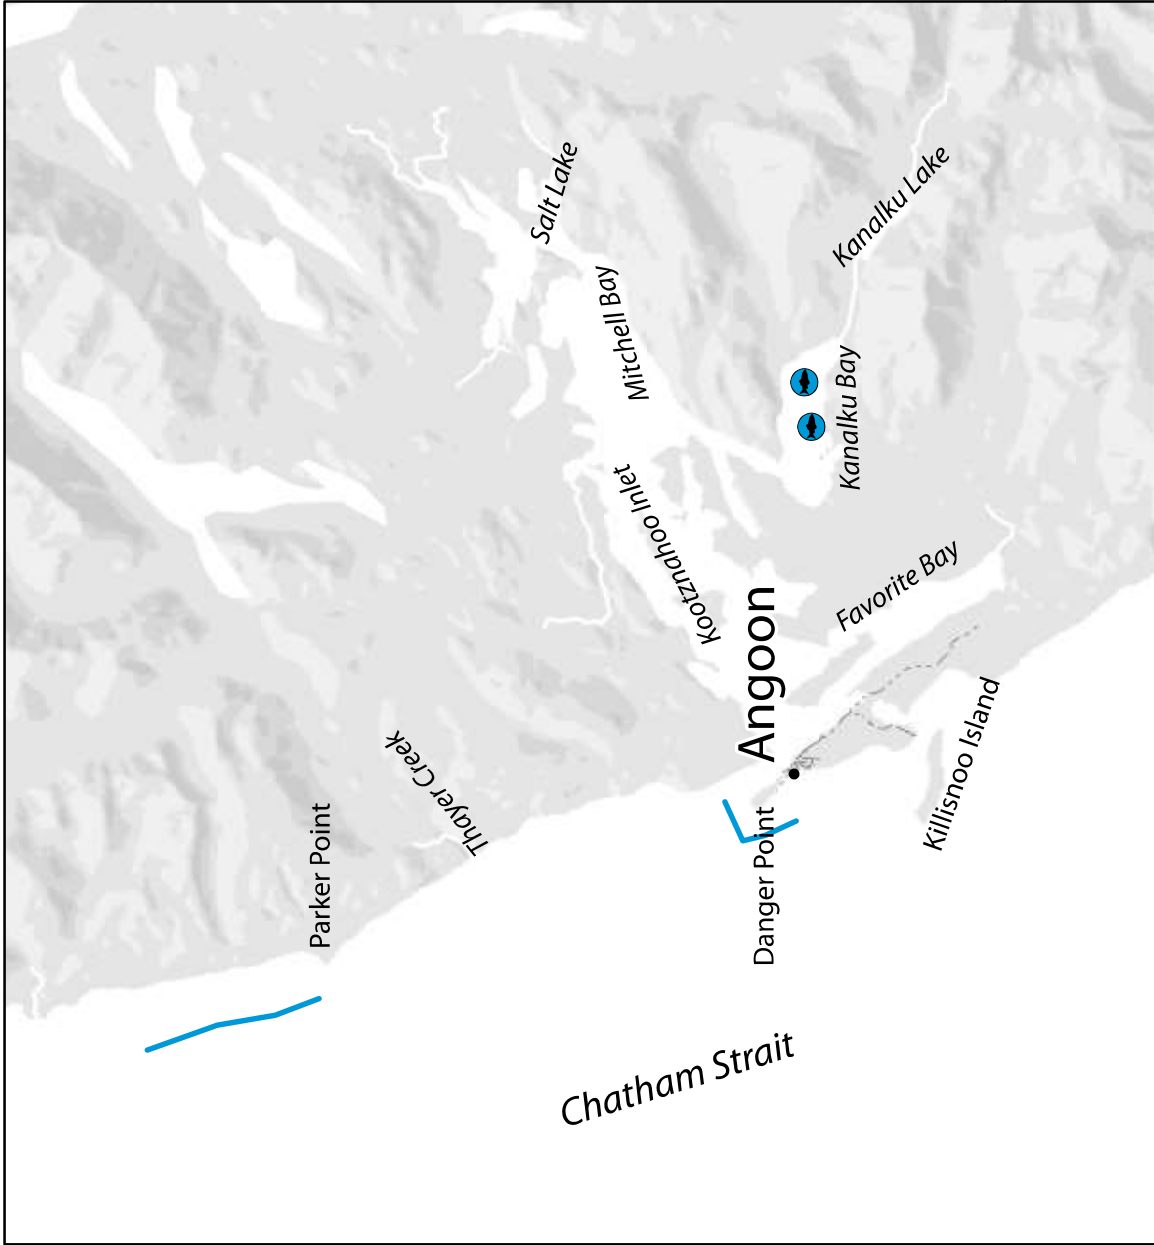 Salt Lake
Kanalku Lake
Mitchell Bay
Kanalku Bay
Kootznahoo Inlet
Favorite Bay
Angoon
Thayer Creek
Killisnoo Island
Parker Point
Danger Point
Chatham Strait